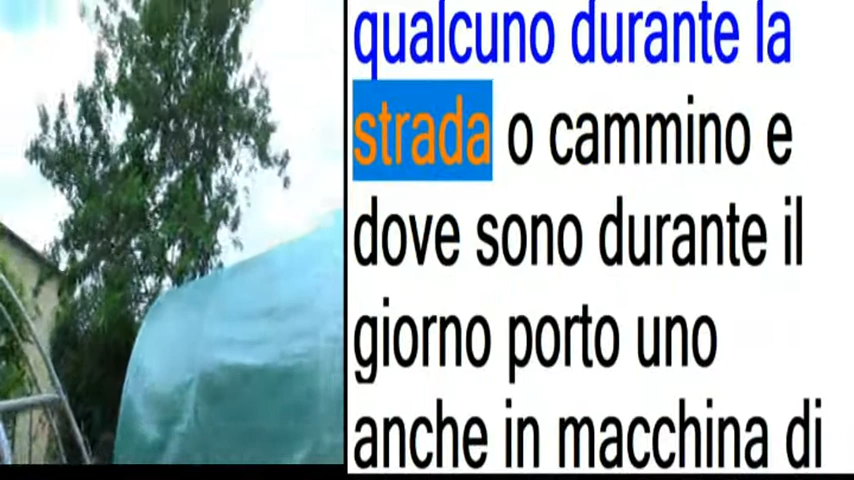 qualcuno durante la
strada o cammino e
dove sono durante il
giorno porto uno
anche in macchina di